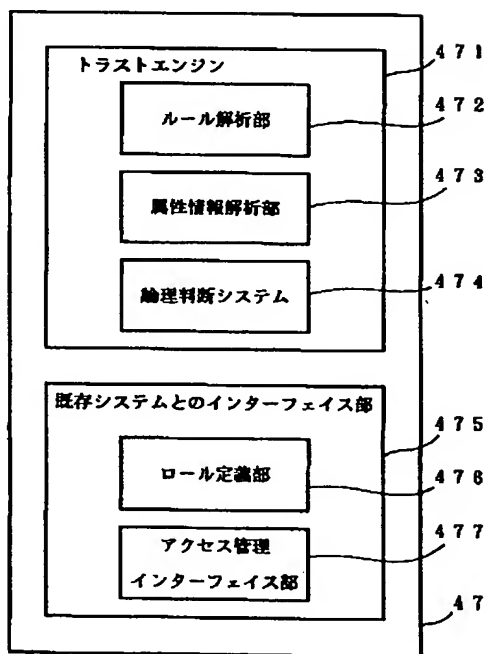 トラストエンジン
４７１
ルール解析部
４７２
属性情報解析部
４７３
論理判断システム
４７４
既存システムとのインターフェイス部
４７５
ロール定義部
４７６
アクセス管理
インターフェイス部
４７７
４７